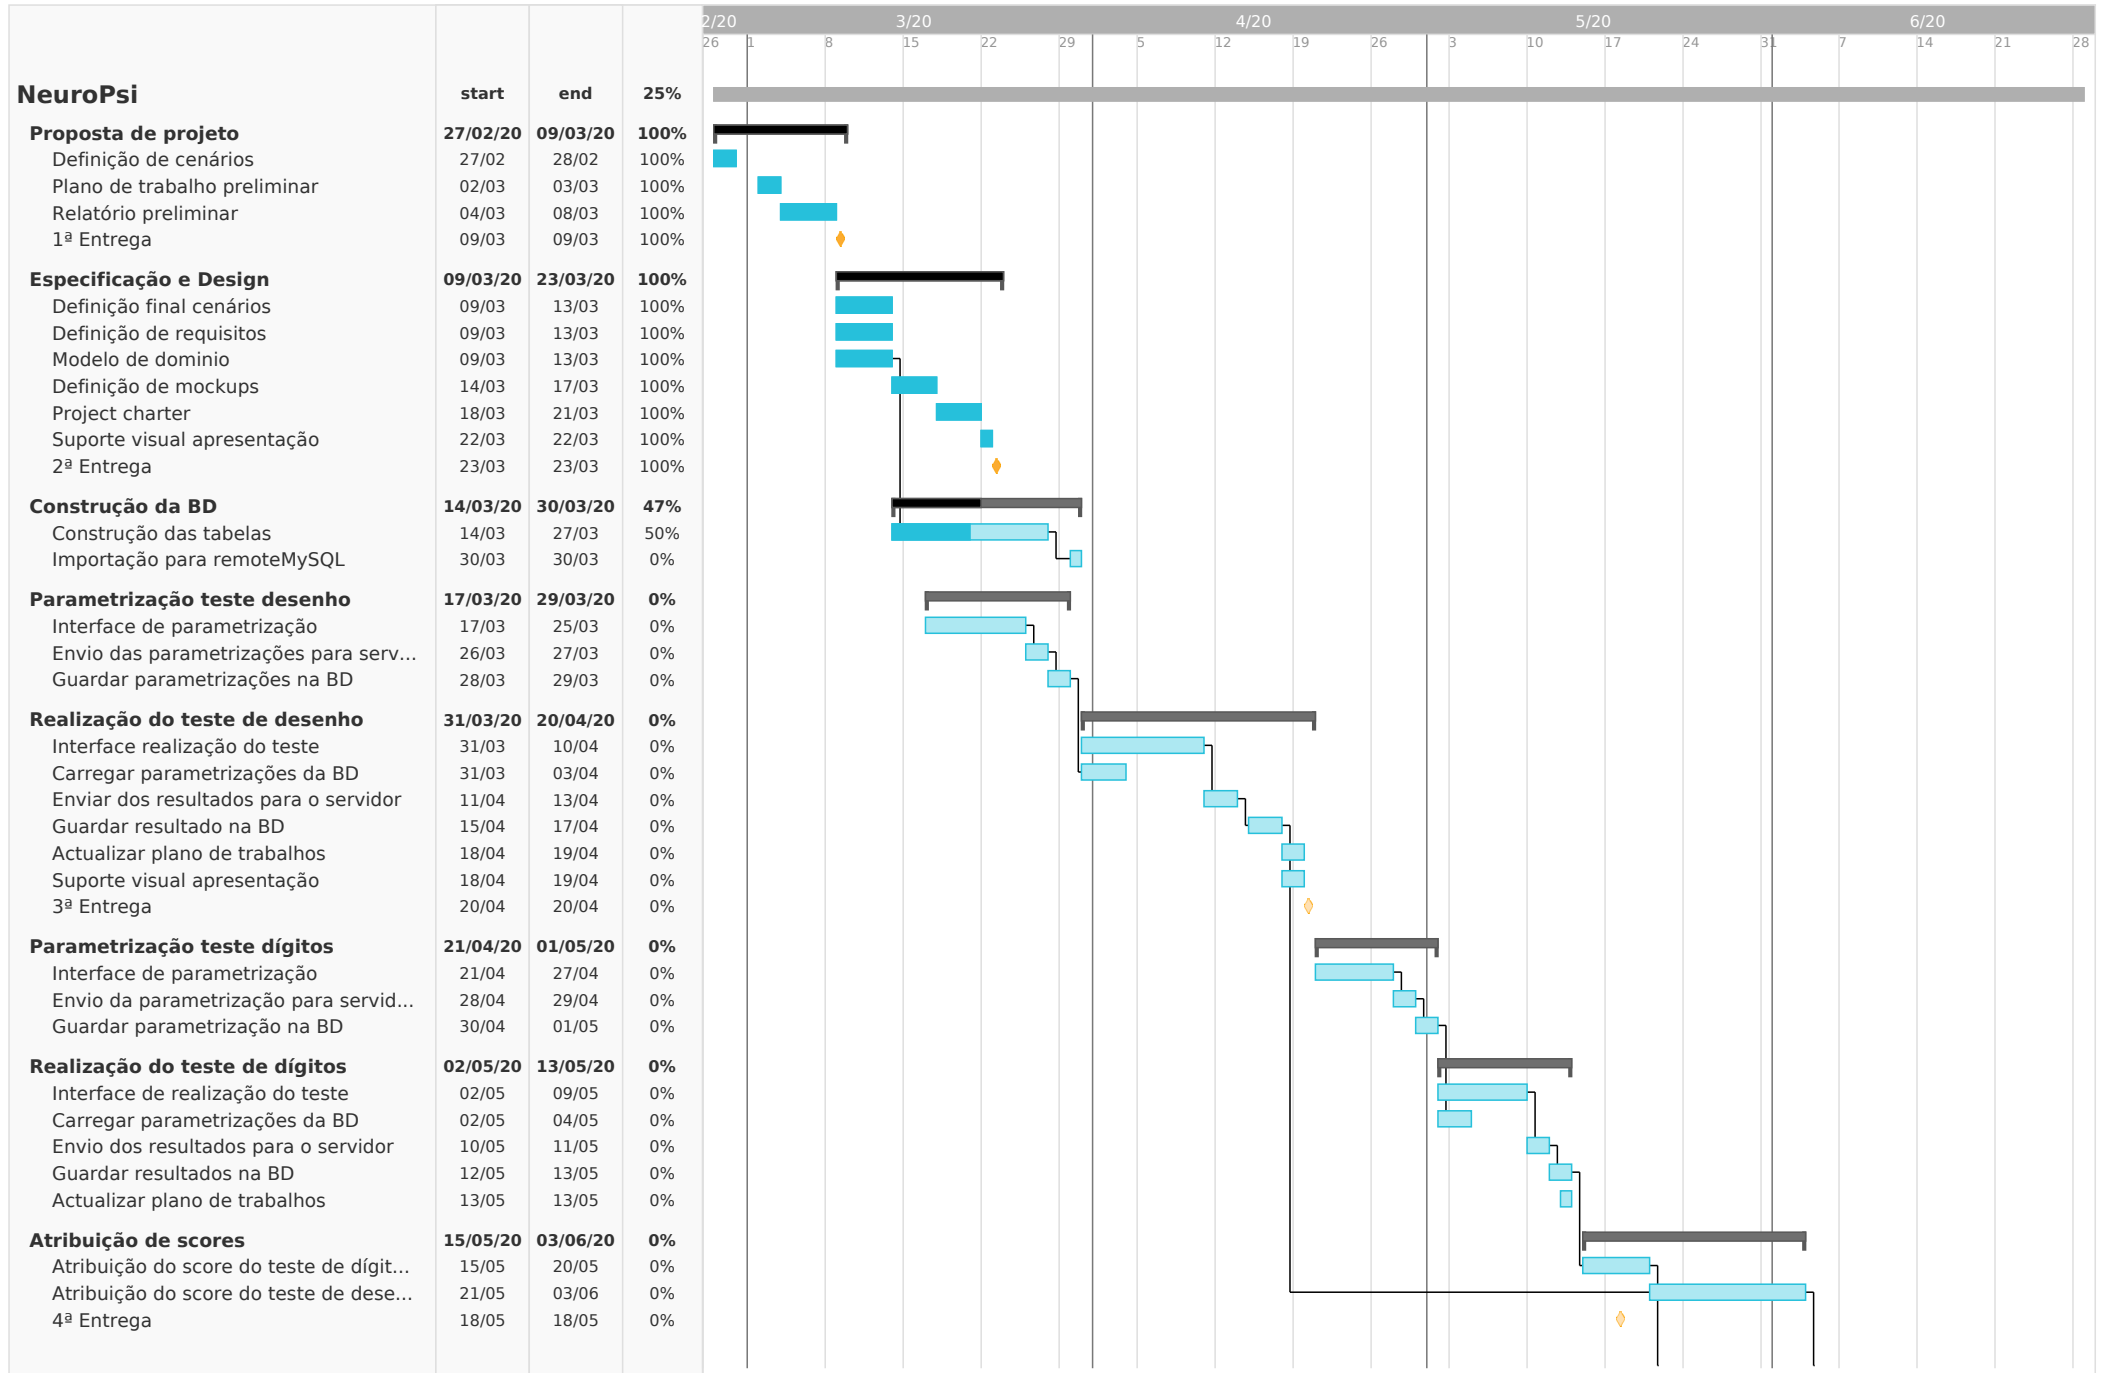 2/20 3/20 4/20 5/20 6/20
26 1 8 15 22 29 5 12 19 26 3 10 17 24 31 7 14 21 28
NeuroPsi start end 25%
Proposta de projeto 27/02/20 09/03/20 100%
Definição de cenários 27/02 28/02 100%
Plano de trabalho preliminar 02/03 03/03 100%
Relatório preliminar 04/03 08/03 100%
1ª Entrega 09/03 09/03 100%
Especificação e Design 09/03/20 23/03/20 100%
Definição final cenários 09/03 13/03 100%
Definição de requisitos 09/03 13/03 100%
Modelo de dominio 09/03 13/03 100%
Definição de mockups 14/03 17/03 100%
Project charter 18/03 21/03 100%
Suporte visual apresentação 22/03 22/03 100%
2ª Entrega 23/03 23/03 100%
Construção da BD 14/03/20 30/03/20 47%
Construção das tabelas 14/03 27/03 50%
Importação para remoteMySQL 30/03 30/03 0%
Parametrização teste desenho 17/03/20 29/03/20 0%
Interface de parametrização 17/03 25/03 0%
Envio das parametrizações para serv... 26/03 27/03 0%
Guardar parametrizações na BD 28/03 29/03 0%
Realização do teste de desenho 31/03/20 20/04/20 0%
Interface realização do teste 31/03 10/04 0%
Carregar parametrizações da BD 31/03 03/04 0%
Enviar dos resultados para o servidor 11/04 13/04 0%
Guardar resultado na BD 15/04 17/04 0%
Actualizar plano de trabalhos 18/04 19/04 0%
Suporte visual apresentação 18/04 19/04 0%
3ª Entrega 20/04 20/04 0%
Parametrização teste dígitos 21/04/20 01/05/20 0%
Interface de parametrização 21/04 27/04 0%
Envio da parametrização para servid... 28/04 29/04 0%
Guardar parametrização na BD 30/04 01/05 0%
Realização do teste de dígitos 02/05/20 13/05/20 0%
Interface de realização do teste 02/05 09/05 0%
Carregar parametrizações da BD 02/05 04/05 0%
Envio dos resultados para o servidor 10/05 11/05 0%
Guardar resultados na BD 12/05 13/05 0%
Actualizar plano de trabalhos 13/05 13/05 0%
Atribuição de scores 15/05/20 03/06/20 0%
Atribuição do score do teste de dígit... 15/05 20/05 0%
Atribuição do score do teste de dese... 21/05 03/06 0%
4ª Entrega 18/05 18/05 0%